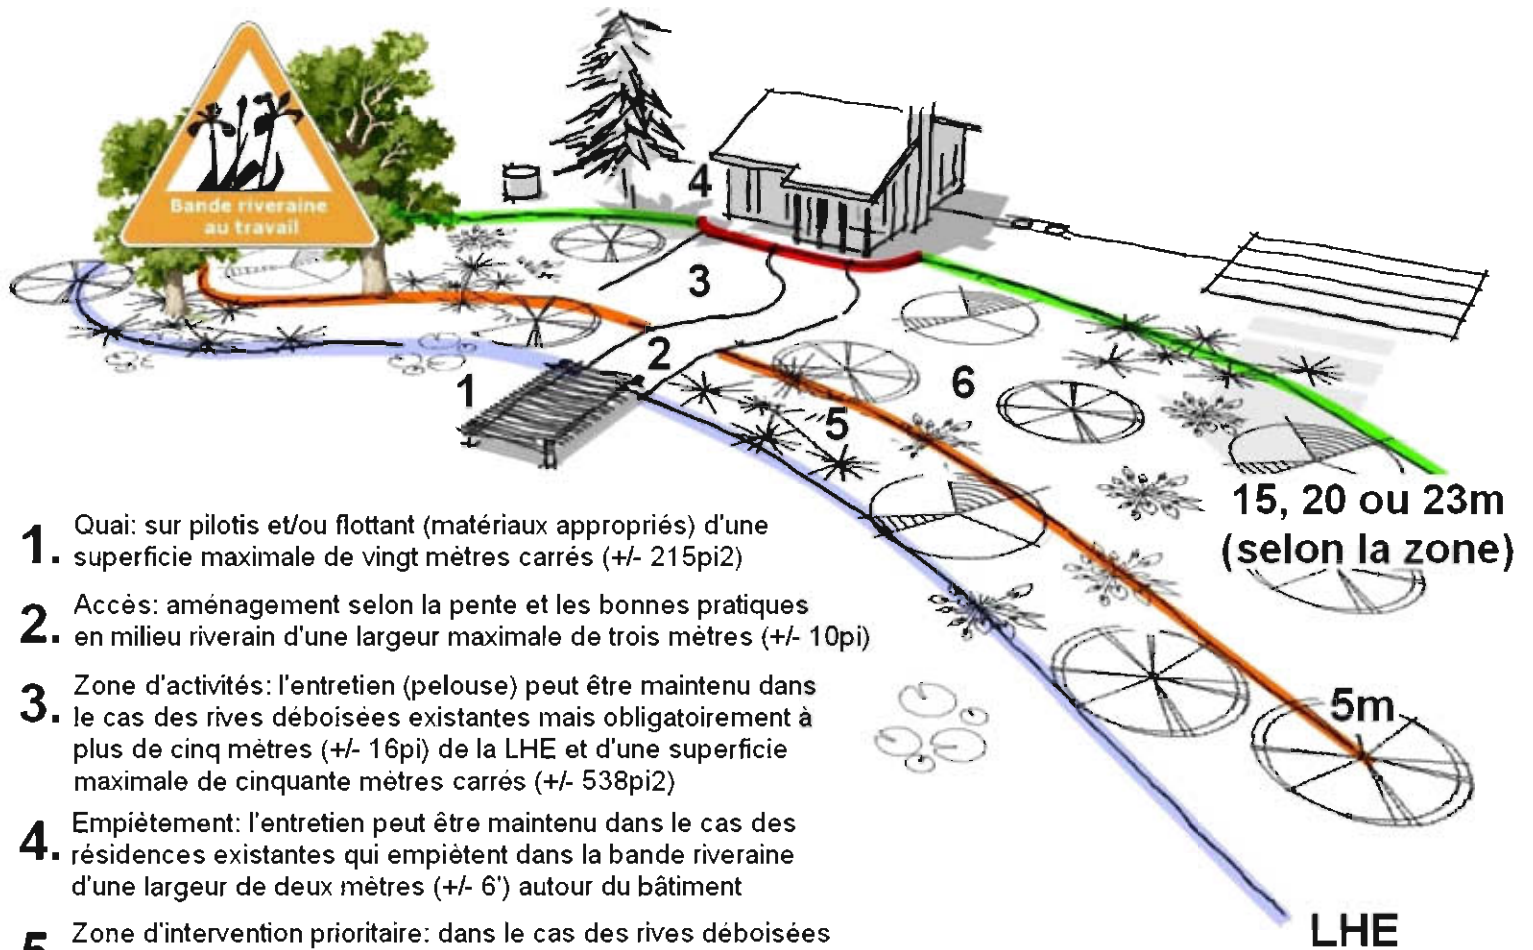 Bande riveraine
au travail
4
3
2
1
6
5
15, 20 ou 23m
(selon la zone)
5m
LHE
1. Quai: sur pilotis et/ou flottant (matériaux appropriés) d'une
superficie maximale de vingt mètres carrés (+/- 215pi2)
2. Accès: aménagement selon la pente et les bonnes pratiques
en milieu riverain d'une largeur maximale de trois mètres (+/- 10pi)
3. Zone d'activités: l'entretien (pelouse) peut être maintenu dans
le cas des rives déboisées existantes mais obligatoirement à
plus de cinq mètres (+/- 16pi) de la LHE et d'une superficie
maximale de cinquante mètres carrés (+/- 538pi2)
4. Empiètement: l'entretien peut être maintenu dans le cas des
résidences existantes qui empiètent dans la bande riveraine
d'une largeur de deux mètres (+/- 6') autour du bâtiment
5 Zone d'intervention prioritaire: dans le cas des rives déboisées